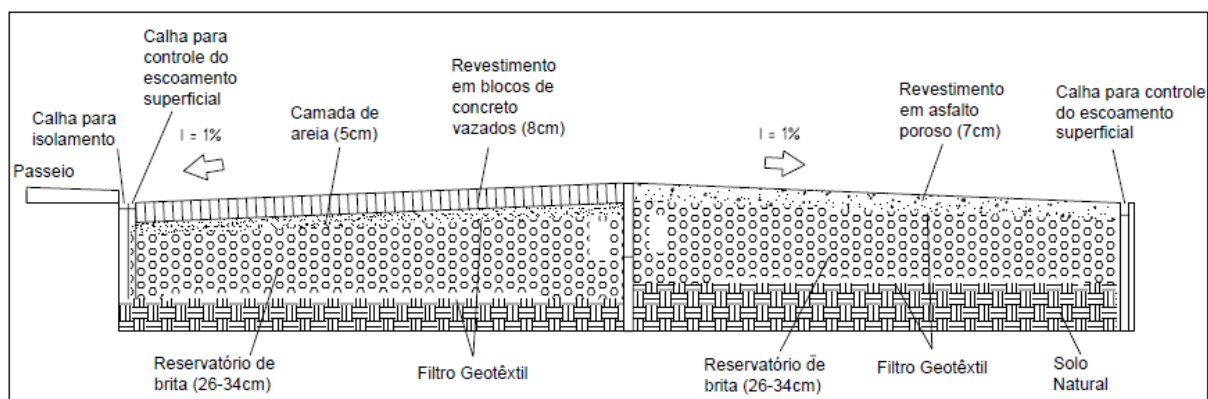 Calha para
controle do
escoamento
superficial
Calha para
isolamento
I = 1%
Passeio
Camada de
areia (5cm)
Revestimento
em blocos de
concreto
vazados (8cm)
I = 1%
Revestimento
em asfalto
poroso (7cm)
Calha para controle
do escoamento
superficial
Reservatório de
brita (26-34cm)
Filtro Geotêxtil
Reservatório de
brita (26-34cm)
Filtro Geotêxtil
Solo
Natural